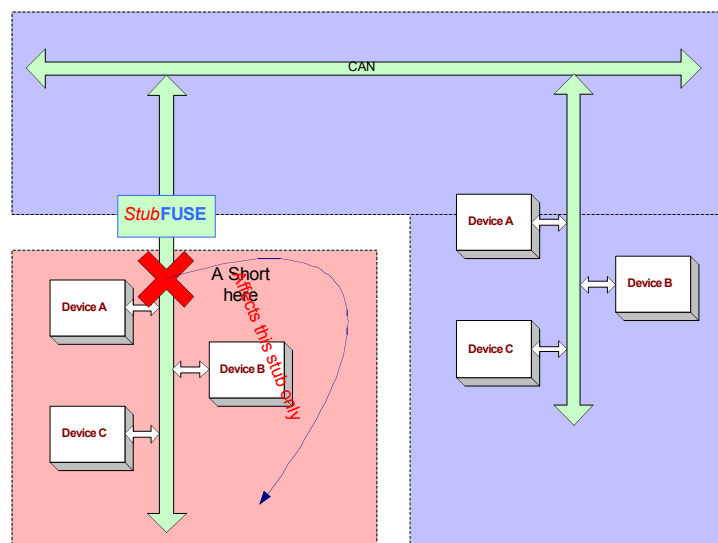 CAN
StubFUSE
Device A
Device B
Device C
A Short
here
Affects this stub only
Device A
Device B
Device C